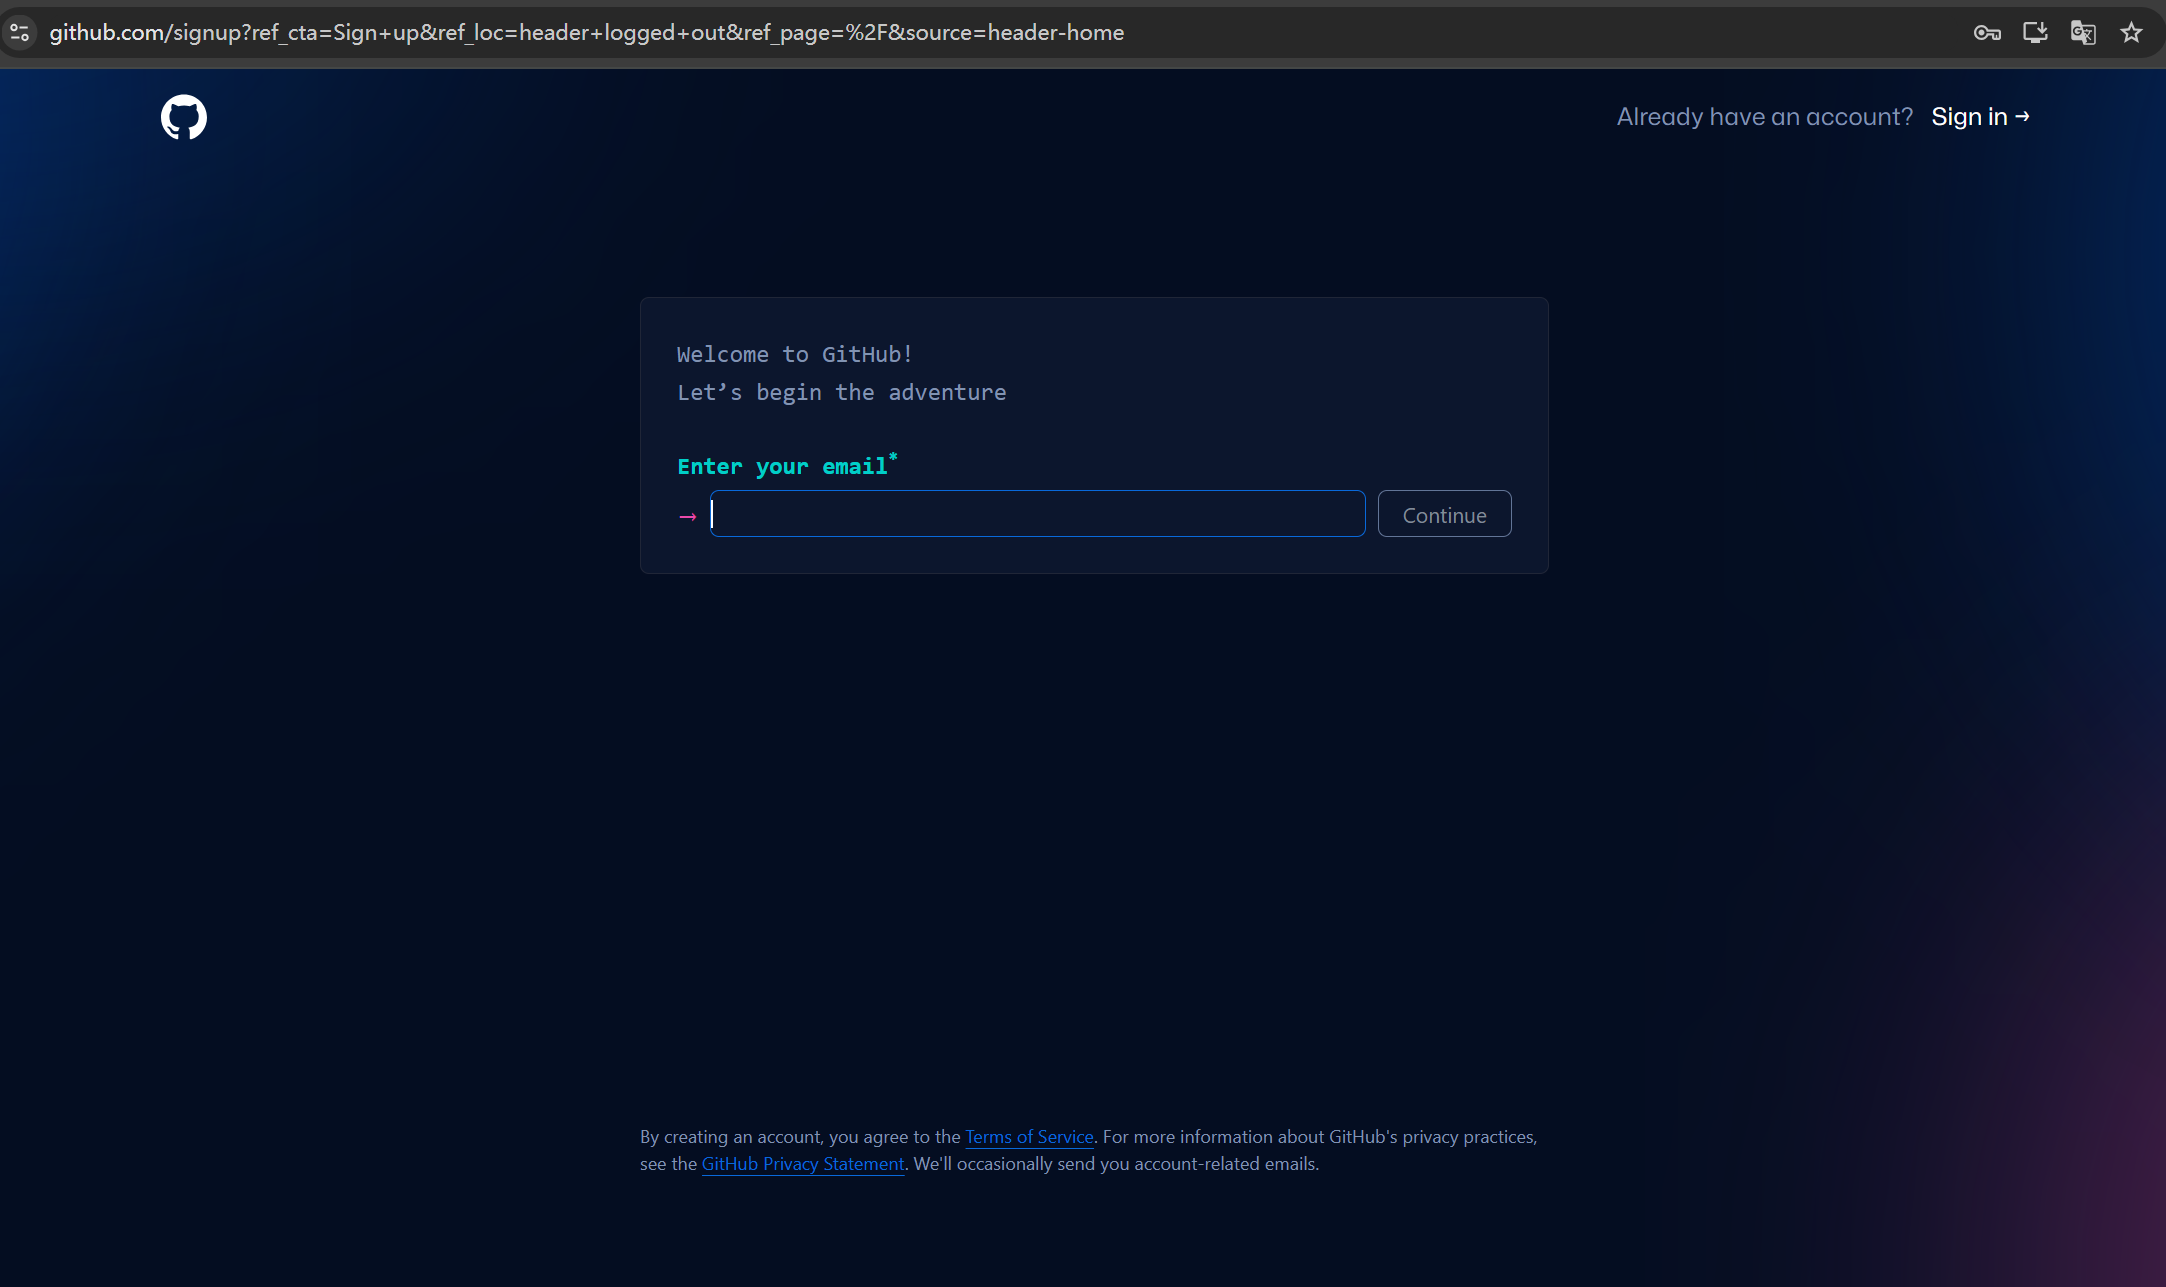 github.com/signup?ref_cta=Sign+up&ref_loc=header+logged+out&ref_page=%2F&source=header-home
Already have an account? Sign in →
Welcome to GitHub!
Let’s begin the adventure
Enter your email*
→ Continue
By creating an account, you agree to the Terms of Service. For more information about GitHub's privacy practices,
see the GitHub Privacy Statement. We'll occasionally send you account-related emails.